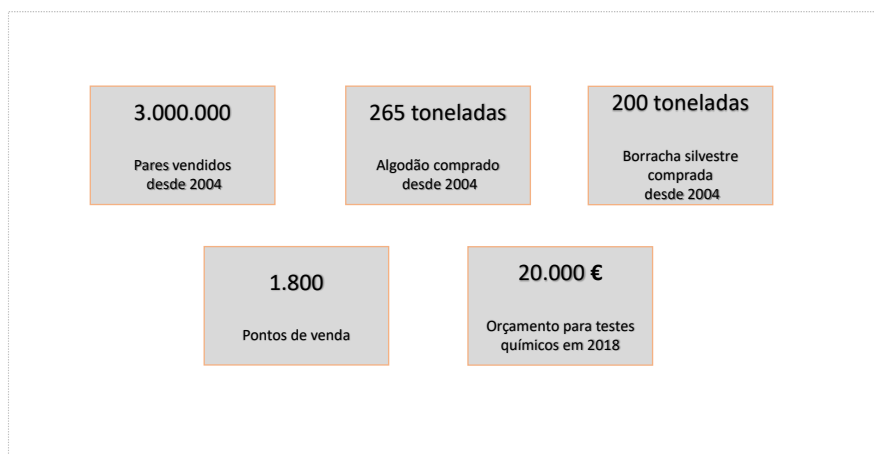 3.000.000
Pares vendidos
desde 2004
265 toneladas
Algodão comprado
desde 2004
200 toneladas
Borracha silvestre
comprada
desde 2004
1.800
Pontos de venda
20.000 €
Orçamento para testes
químicos em 2018